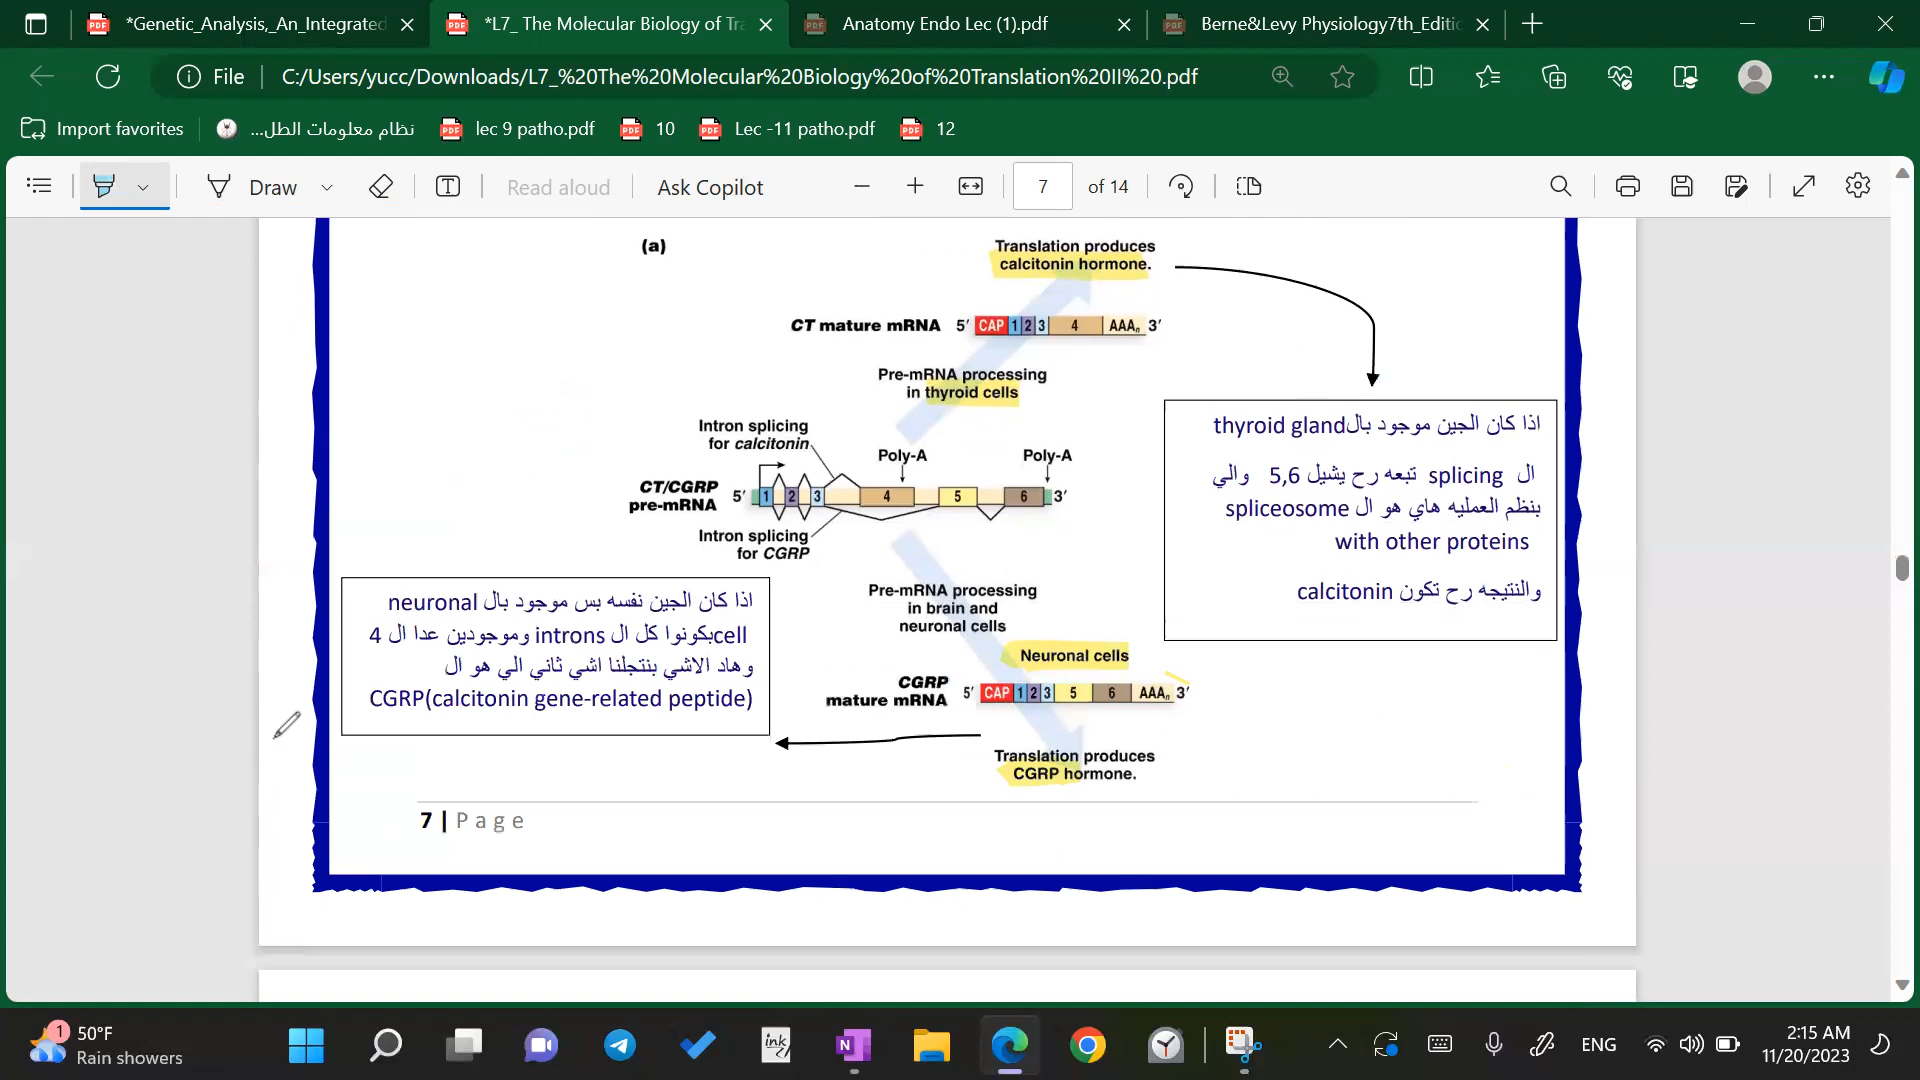 *Genetic_Analysis,_An_Integrated
*L7_ The Molecular Biology of Tra
Anatomy Endo Lec (1).pdf
Berne&Levy Physiology7th_Editio
File
C:/Users/yucc/Downloads/L7_%20The%20Molecular%20Biology%20of%20Translation%20II%20.pdf
Import favorites
نظام معلومات الطل...
lec 9 patho.pdf
10
Lec -11 patho.pdf
12
Draw
Read aloud
Ask Copilot
7
of 14
(a)
Translation produces
calcitonin hormone.
CT mature mRNA 5′ CAP 1 2 3 4 AAAn 3′
Pre-mRNA processing
in thyroid cells
Intron splicing
for calcitonin
Poly-A
Poly-A
CT/CGRP
pre-mRNA
5′ 1 2 3 4 5 6 3′
Intron splicing
for CGRP
Pre-mRNA processing
in brain and
neuronal cells
Neuronal cells
CGRP
mature mRNA
5′ CAP 1 2 3 5 6 AAAn 3′
Translation produces
CGRP hormone.
اذا كان الجين موجود بالthyroid gland
ال splicing تبعه رح يشيل 5,6 والي
بنظم العمليه هاي هو ال spliceosome
with other proteins
والنتيجه رح تكون calcitonin
اذا كان الجين نفسه بس موجود بال neuronal
cellبكونوا كل ال introns وموجودين عدا ال 4
وهاد الاشي بنتجلنا اشي ثاني الي هو ال
CGRP(calcitonin gene-related peptide)
7 | Page
1
50°F
Rain showers
ink
N
ENG
2:15 AM
11/20/2023